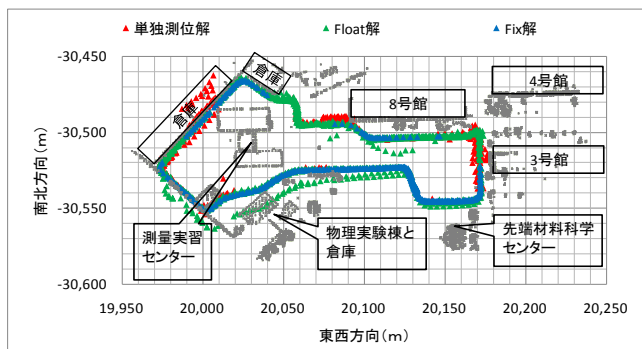 ▲単独測位解 ▲Float解 ▲Fix解
-30,450
-30,500
-30,550
-30,600
南北方向(m)
倉庫
倉庫
8号館
4号館
3号館
測量実習
センター
物理実験棟と
倉庫
先端材料科学
センター
19,950 20,000 20,050 20,100 20,150 20,200 20,250
東西方向(m)